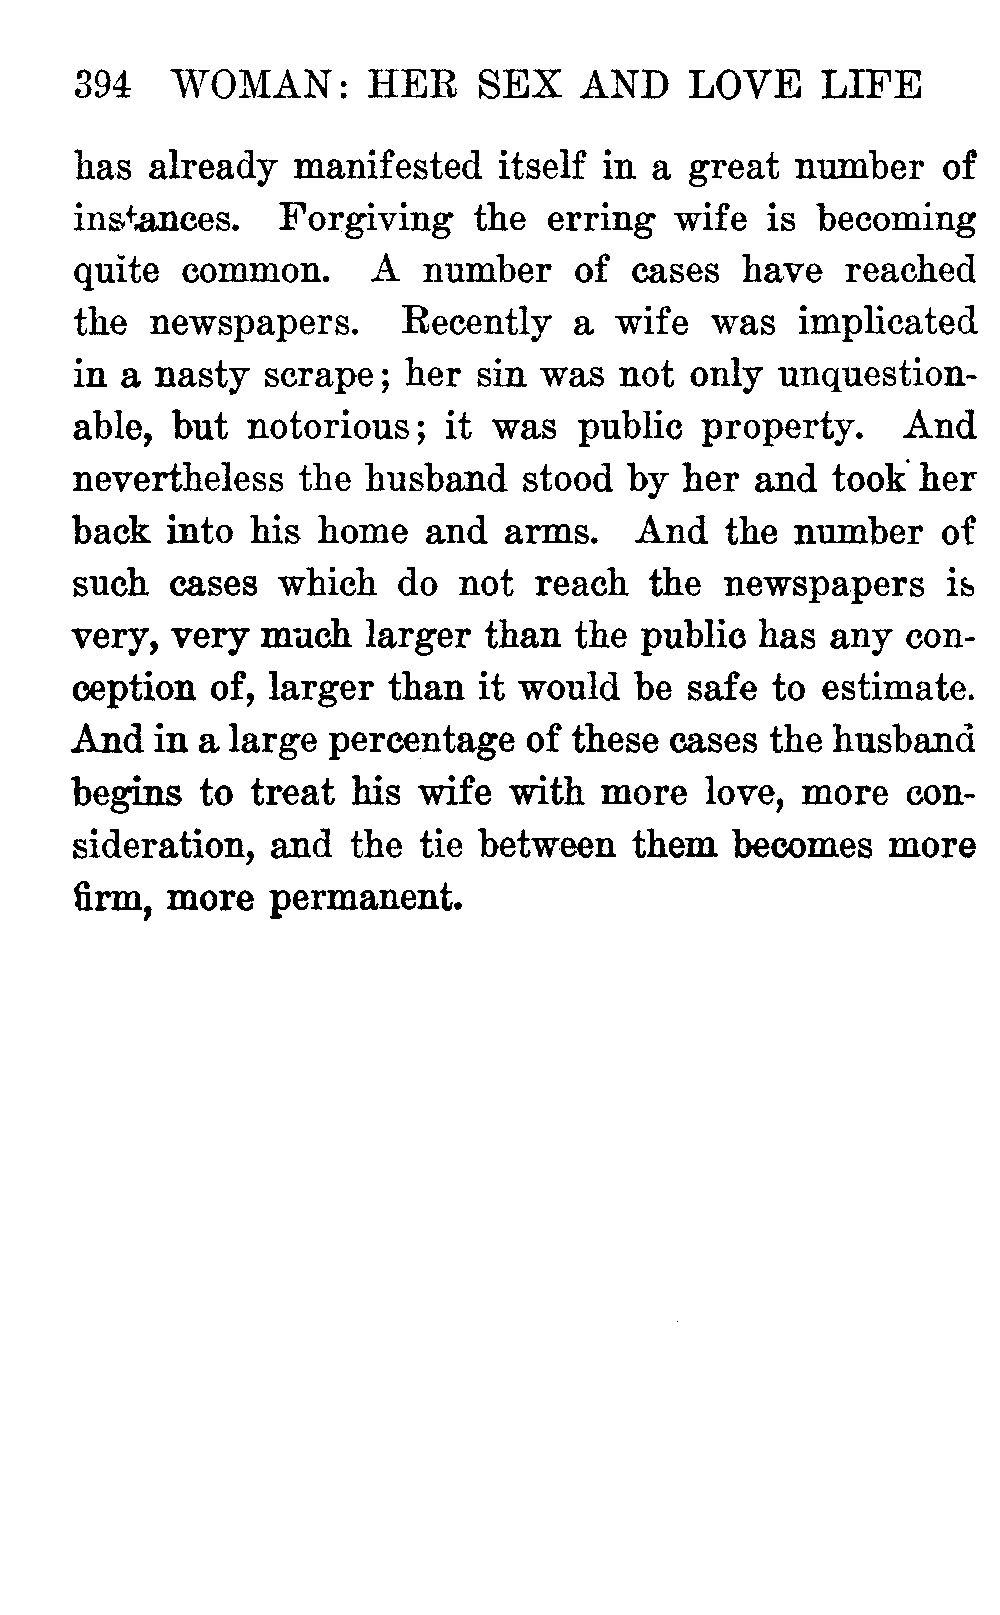 394 WOMAN: HER SEX AND LOVE LIFE
has already manifested itself in a great number of
instances. Forgiving the erring wife is becoming
quite common. A number of cases have reached
the newspapers. Recently a wife was implicated
in a nasty scrape; her sin was not only unquestion-
able, but notorious; it was public property. And
nevertheless the husband stood by her and took her
back into his home and arms. And the number of
such cases which do not reach the newspapers is
very, very much larger than the public has any con-
ception of, larger than it would be safe to estimate.
And in a large percentage of these cases the husband
begins to treat his wife with more love, more con-
sideration, and the tie between them becomes more
firm, more permanent.